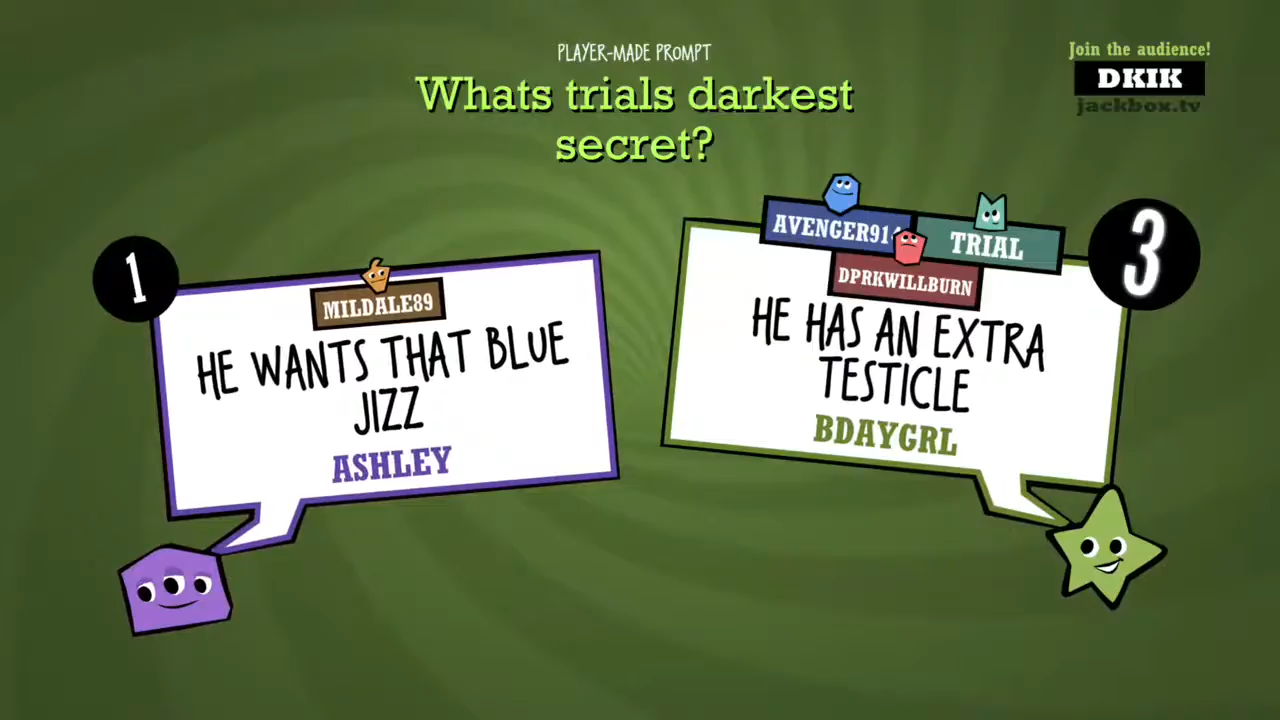 PLAYER-MADE PROMPT
Whats trials darkest
secret?
Join the audience!
DKIK
jackbox.tv
1
MILDALE89
HE WANTS THAT BLUE
JIZZ
ASHLEY
AVENGER914
TRIAL
DPRKWILLBURN
3
HE HAS AN EXTRA
TESTICLE
BDAYGRL